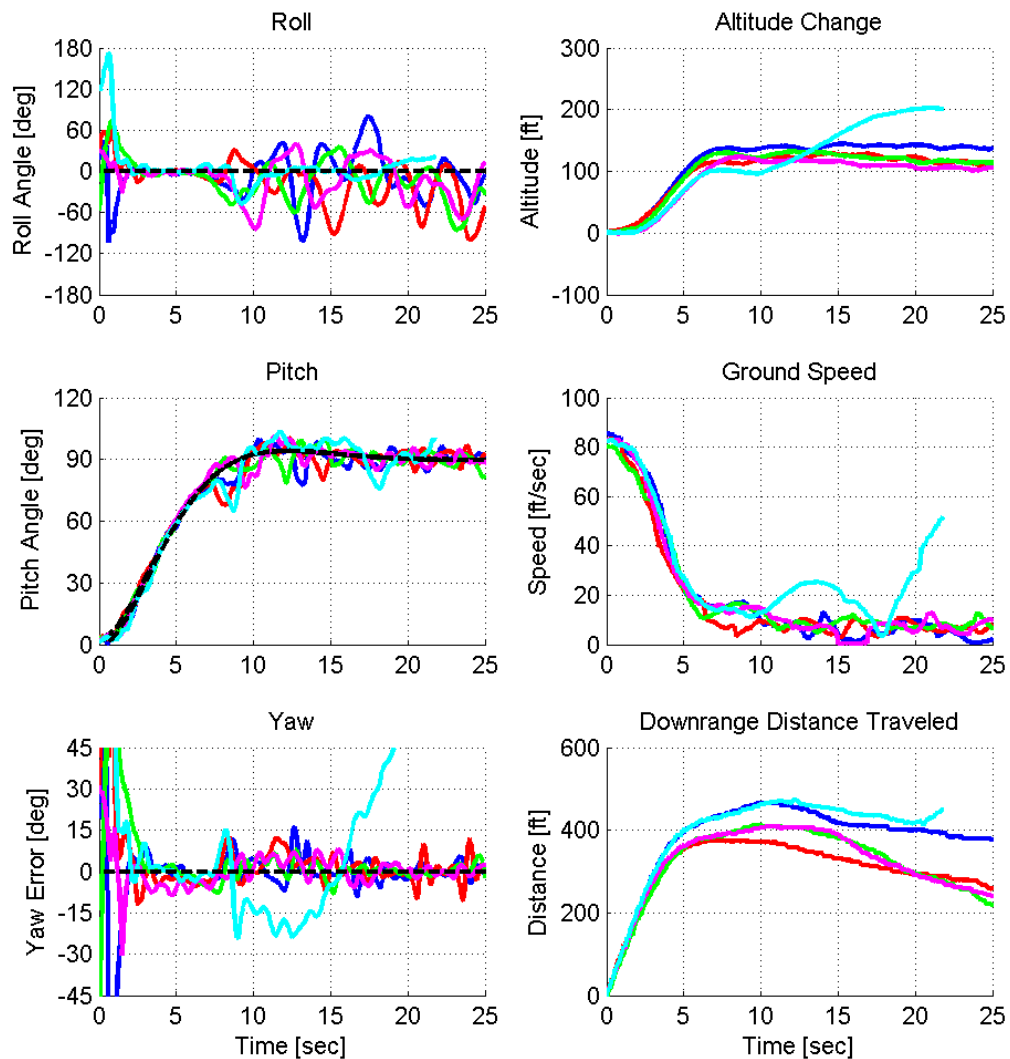 Roll
Roll Angle [deg]
180
120
60
0
-60
-120
-180
0 5 10 15 20 25
Altitude Change
Altitude [ft]
300
200
100
0
-100
0 5 10 15 20 25
Pitch
Pitch Angle [deg]
120
90
60
30
0
0 5 10 15 20 25
Ground Speed
Speed [ft/sec]
100
80
60
40
20
0
0 5 10 15 20 25
Yaw
Yaw Error [deg]
45
30
15
0
-15
-30
-45
0 5 10 15 20 25
Time [sec]
Downrange Distance Traveled
Distance [ft]
600
400
200
0
0 5 10 15 20 25
Time [sec]